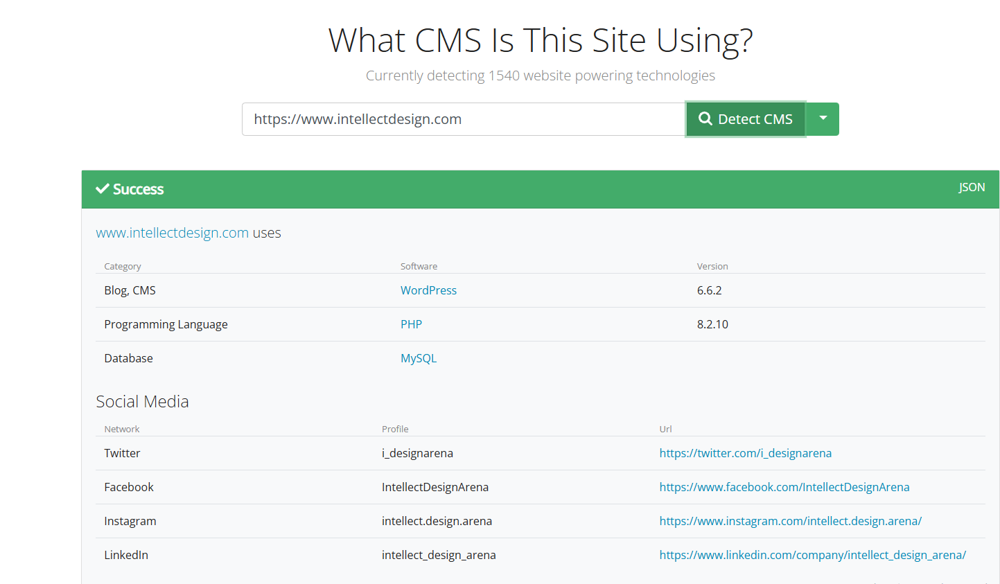 What CMS Is This Site Using?
Currently detecting 1540 website powering technologies
https://www.intellectdesign.com Detect CMS
Success JSON
www.intellectdesign.com uses
Category Software Version
Blog, CMS WordPress 6.6.2
Programming Language PHP 8.2.10
Database MySQL
Social Media
Network Profile Url
Twitter i_designarena https://twitter.com/i_designarena
Facebook IntellectDesignArena https://www.facebook.com/IntellectDesignArena
Instagram intellect.design.arena https://www.instagram.com/intellect.design.arena/
LinkedIn intellect_design_arena https://www.linkedin.com/company/intellect_design_arena/